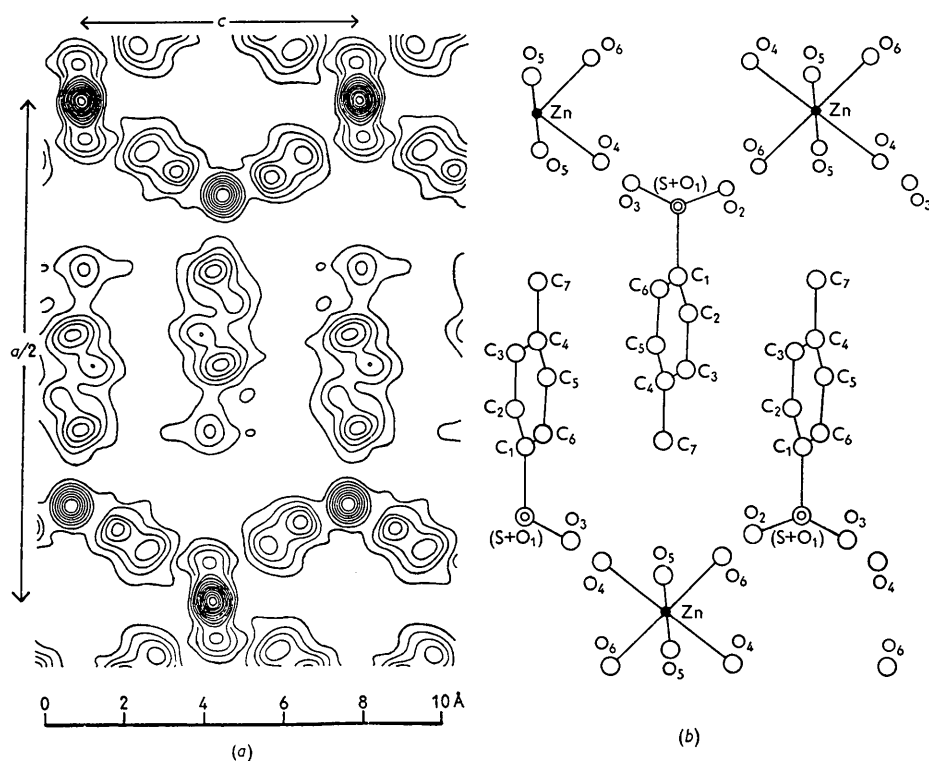 c
a/2
0 2 4 6 8 10 Å
(a)
O5 O6 O4 O5 O6
Zn Zn
O5 O4 O6 O5 O4
(S+O1)
O3 O2 O3
C1
C7 C6 C2 C7
C4 C4
C3 C5 C3 C3
C5 C4 C5
C2 C2
C6 C7 C6
C1 C1
O3 O2 O3
(S+O1) (S+O1)
O5 O4 O6 O4
Zn
O6 O5 O4 O6
(b)